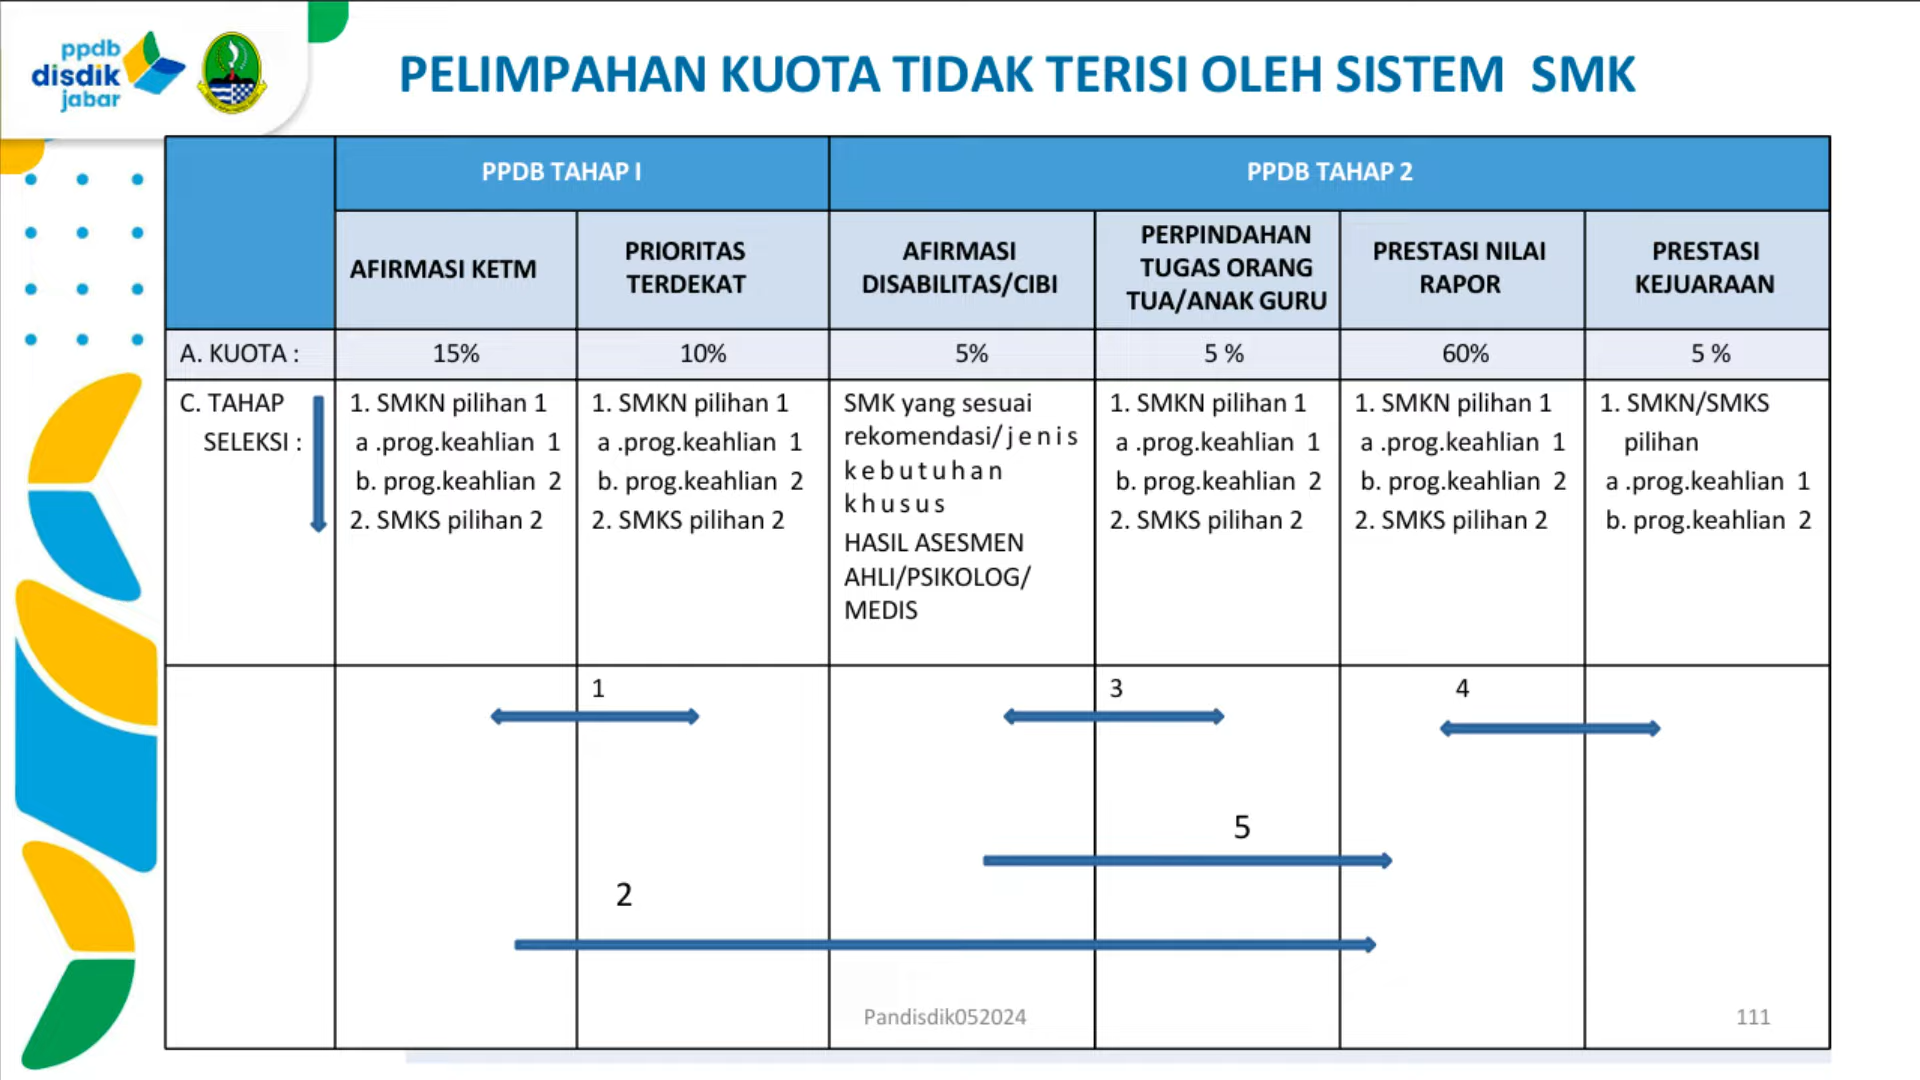 ppdb
disdik
jabar
PELIMPAHAN KUOTA TIDAK TERISI OLEH SISTEM SMK
PPDB TAHAP I
PPDB TAHAP 2
AFIRMASI KETM
PRIORITAS
TERDEKAT
AFIRMASI
DISABILITAS/CIBI
PERPINDAHAN
TUGAS ORANG
TUA/ANAK GURU
PRESTASI NILAI
RAPOR
PRESTASI
KEJUARAAN
A. KUOTA :
15%
10%
5%
5 %
60%
5 %
C. TAHAP
SELEKSI :
1. SMKN pilihan 1
a .prog.keahlian 1
b. prog.keahlian 2
2. SMKS pilihan 2
1. SMKN pilihan 1
a .prog.keahlian 1
b. prog.keahlian 2
2. SMKS pilihan 2
SMK yang sesuai
rekomendasi/jenis
kebutuhan
khusus
HASIL ASESMEN
AHLI/PSIKOLOG/
MEDIS
1. SMKN pilihan 1
a .prog.keahlian 1
b. prog.keahlian 2
2. SMKS pilihan 2
1. SMKN pilihan 1
a .prog.keahlian 1
b. prog.keahlian 2
2. SMKS pilihan 2
1. SMKN/SMKS
pilihan
a .prog.keahlian 1
b. prog.keahlian 2
1
3
4
5
2
Pandisdik052024
111